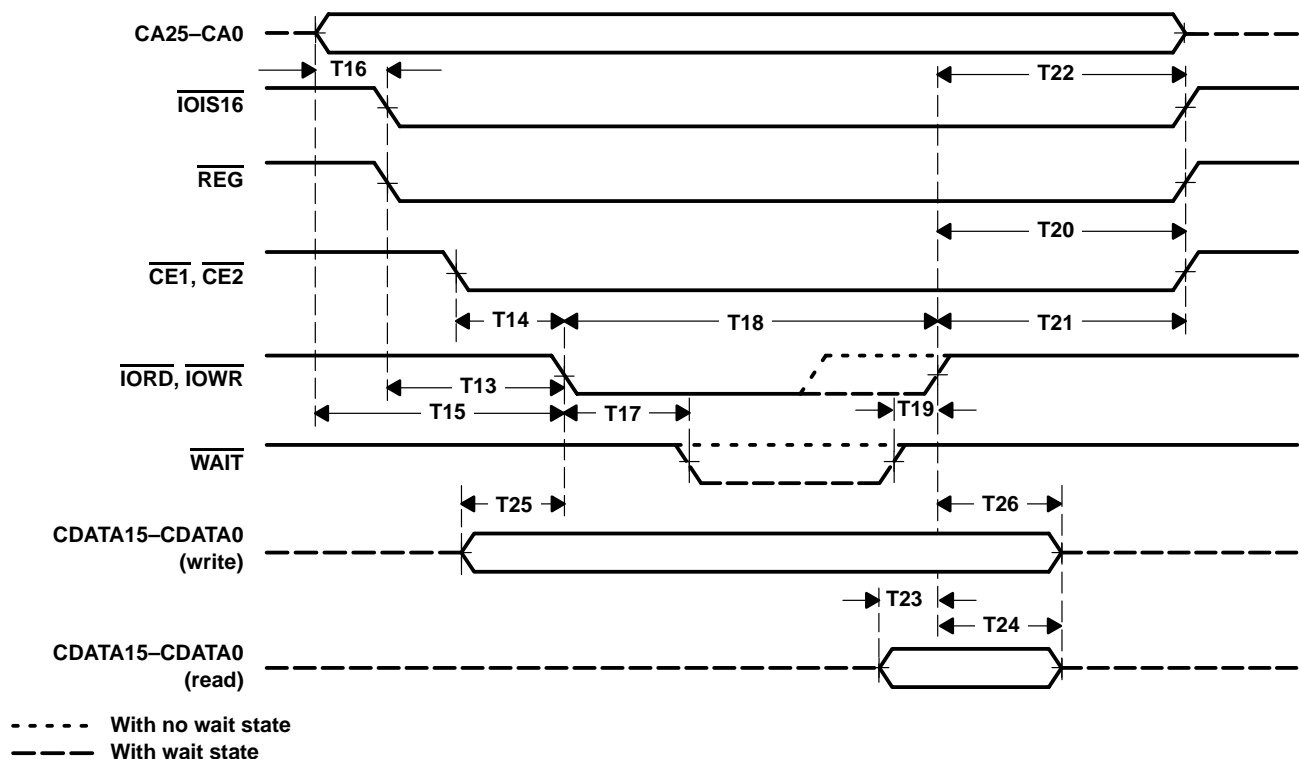 CA25–CA0
T16
T22
IOIS16
REG
T20
CE1, CE2
T14
T18
T21
IORD, IOWR
T13
T15
T17
T19
WAIT
T25
T26
CDATA15–CDATA0
(write)
T23
T24
CDATA15–CDATA0
(read)
With no wait state
With wait state